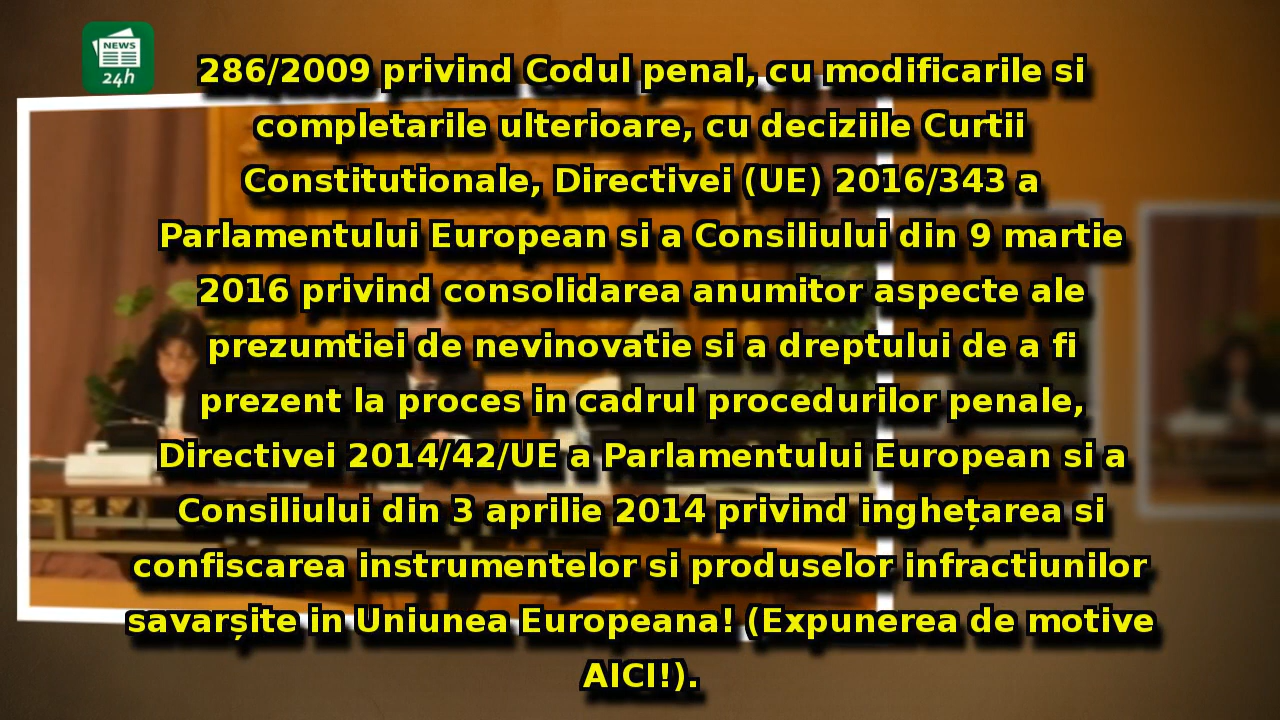 NEWS
24h
286/2009 privind Codul penal, cu modificarile si
completarile ulterioare, cu deciziile Curtii
Constitutionale, Directivei (UE) 2016/343 a
Parlamentului European si a Consiliului din 9 martie
2016 privind consolidarea anumitor aspecte ale
prezumtiei de nevinovatie si a dreptului de a fi
prezent la proces in cadrul procedurilor penale,
Directivei 2014/42/UE a Parlamentului European si a
Consiliului din 3 aprilie 2014 privind inghețarea si
confiscarea instrumentelor si produselor infractiunilor
savarșite in Uniunea Europeana! (Expunerea de motive
AICI!).